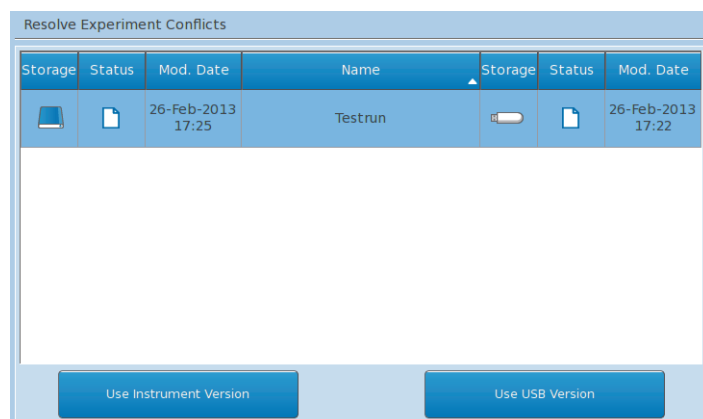 Resolve Experiment Conflicts
Storage Status Mod. Date Name Storage Status Mod. Date
26-Feb-2013 17:25 Testrun 26-Feb-2013 17:22
Use Instrument Version Use USB Version